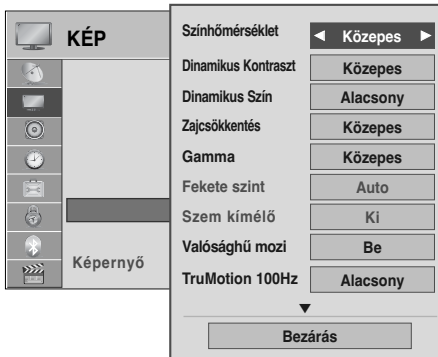 KÉP
Képernyő
Színhőmérséklet ◄ Közepes ►
Dinamikus Kontraszt Közepes
Dinamikus Szín Alacsony
Zajcsökkentés Közepes
Gamma Közepes
Fekete szint Auto
Szem kímélő Ki
Valósághű mozi Be
TruMotion 100Hz Alacsony
▼
Bezárás